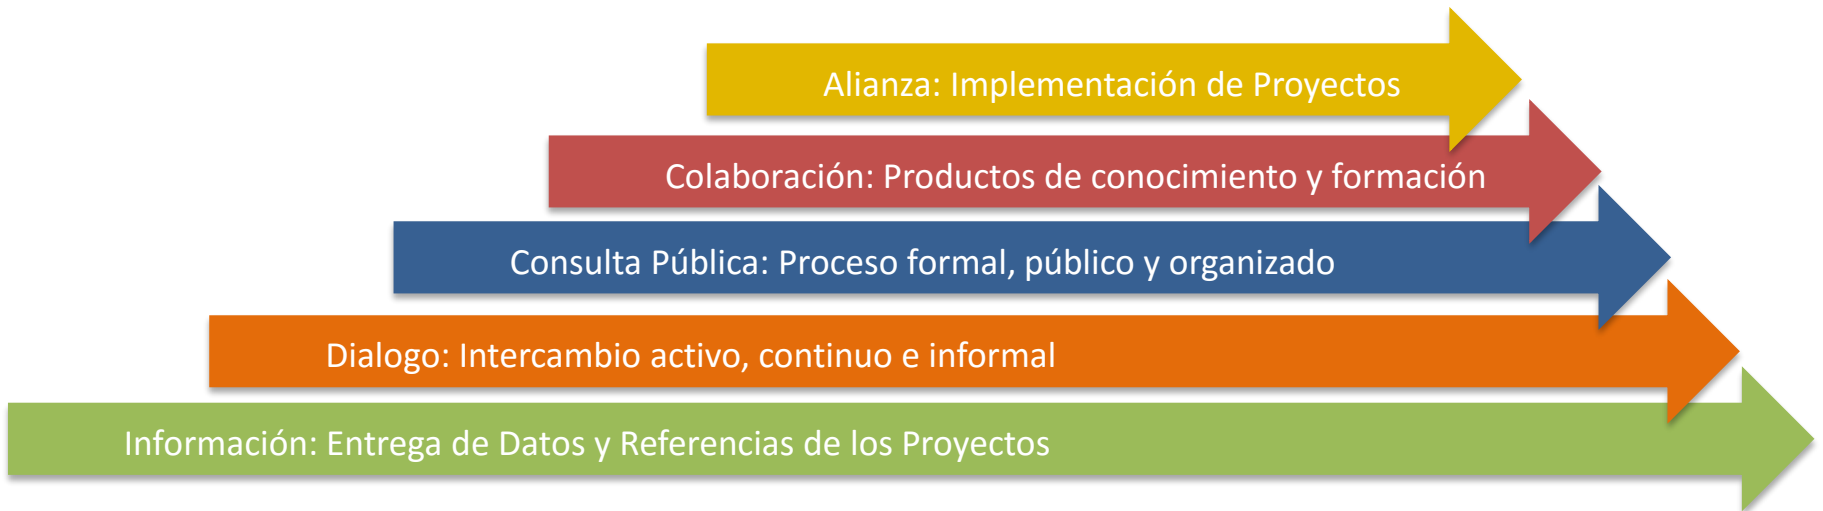 Alianza: Implementación de Proyectos
Colaboración: Productos de conocimiento y formación
Consulta Pública: Proceso formal, público y organizado
Dialogo: Intercambio activo, continuo e informal
Información: Entrega de Datos y Referencias de los Proyectos